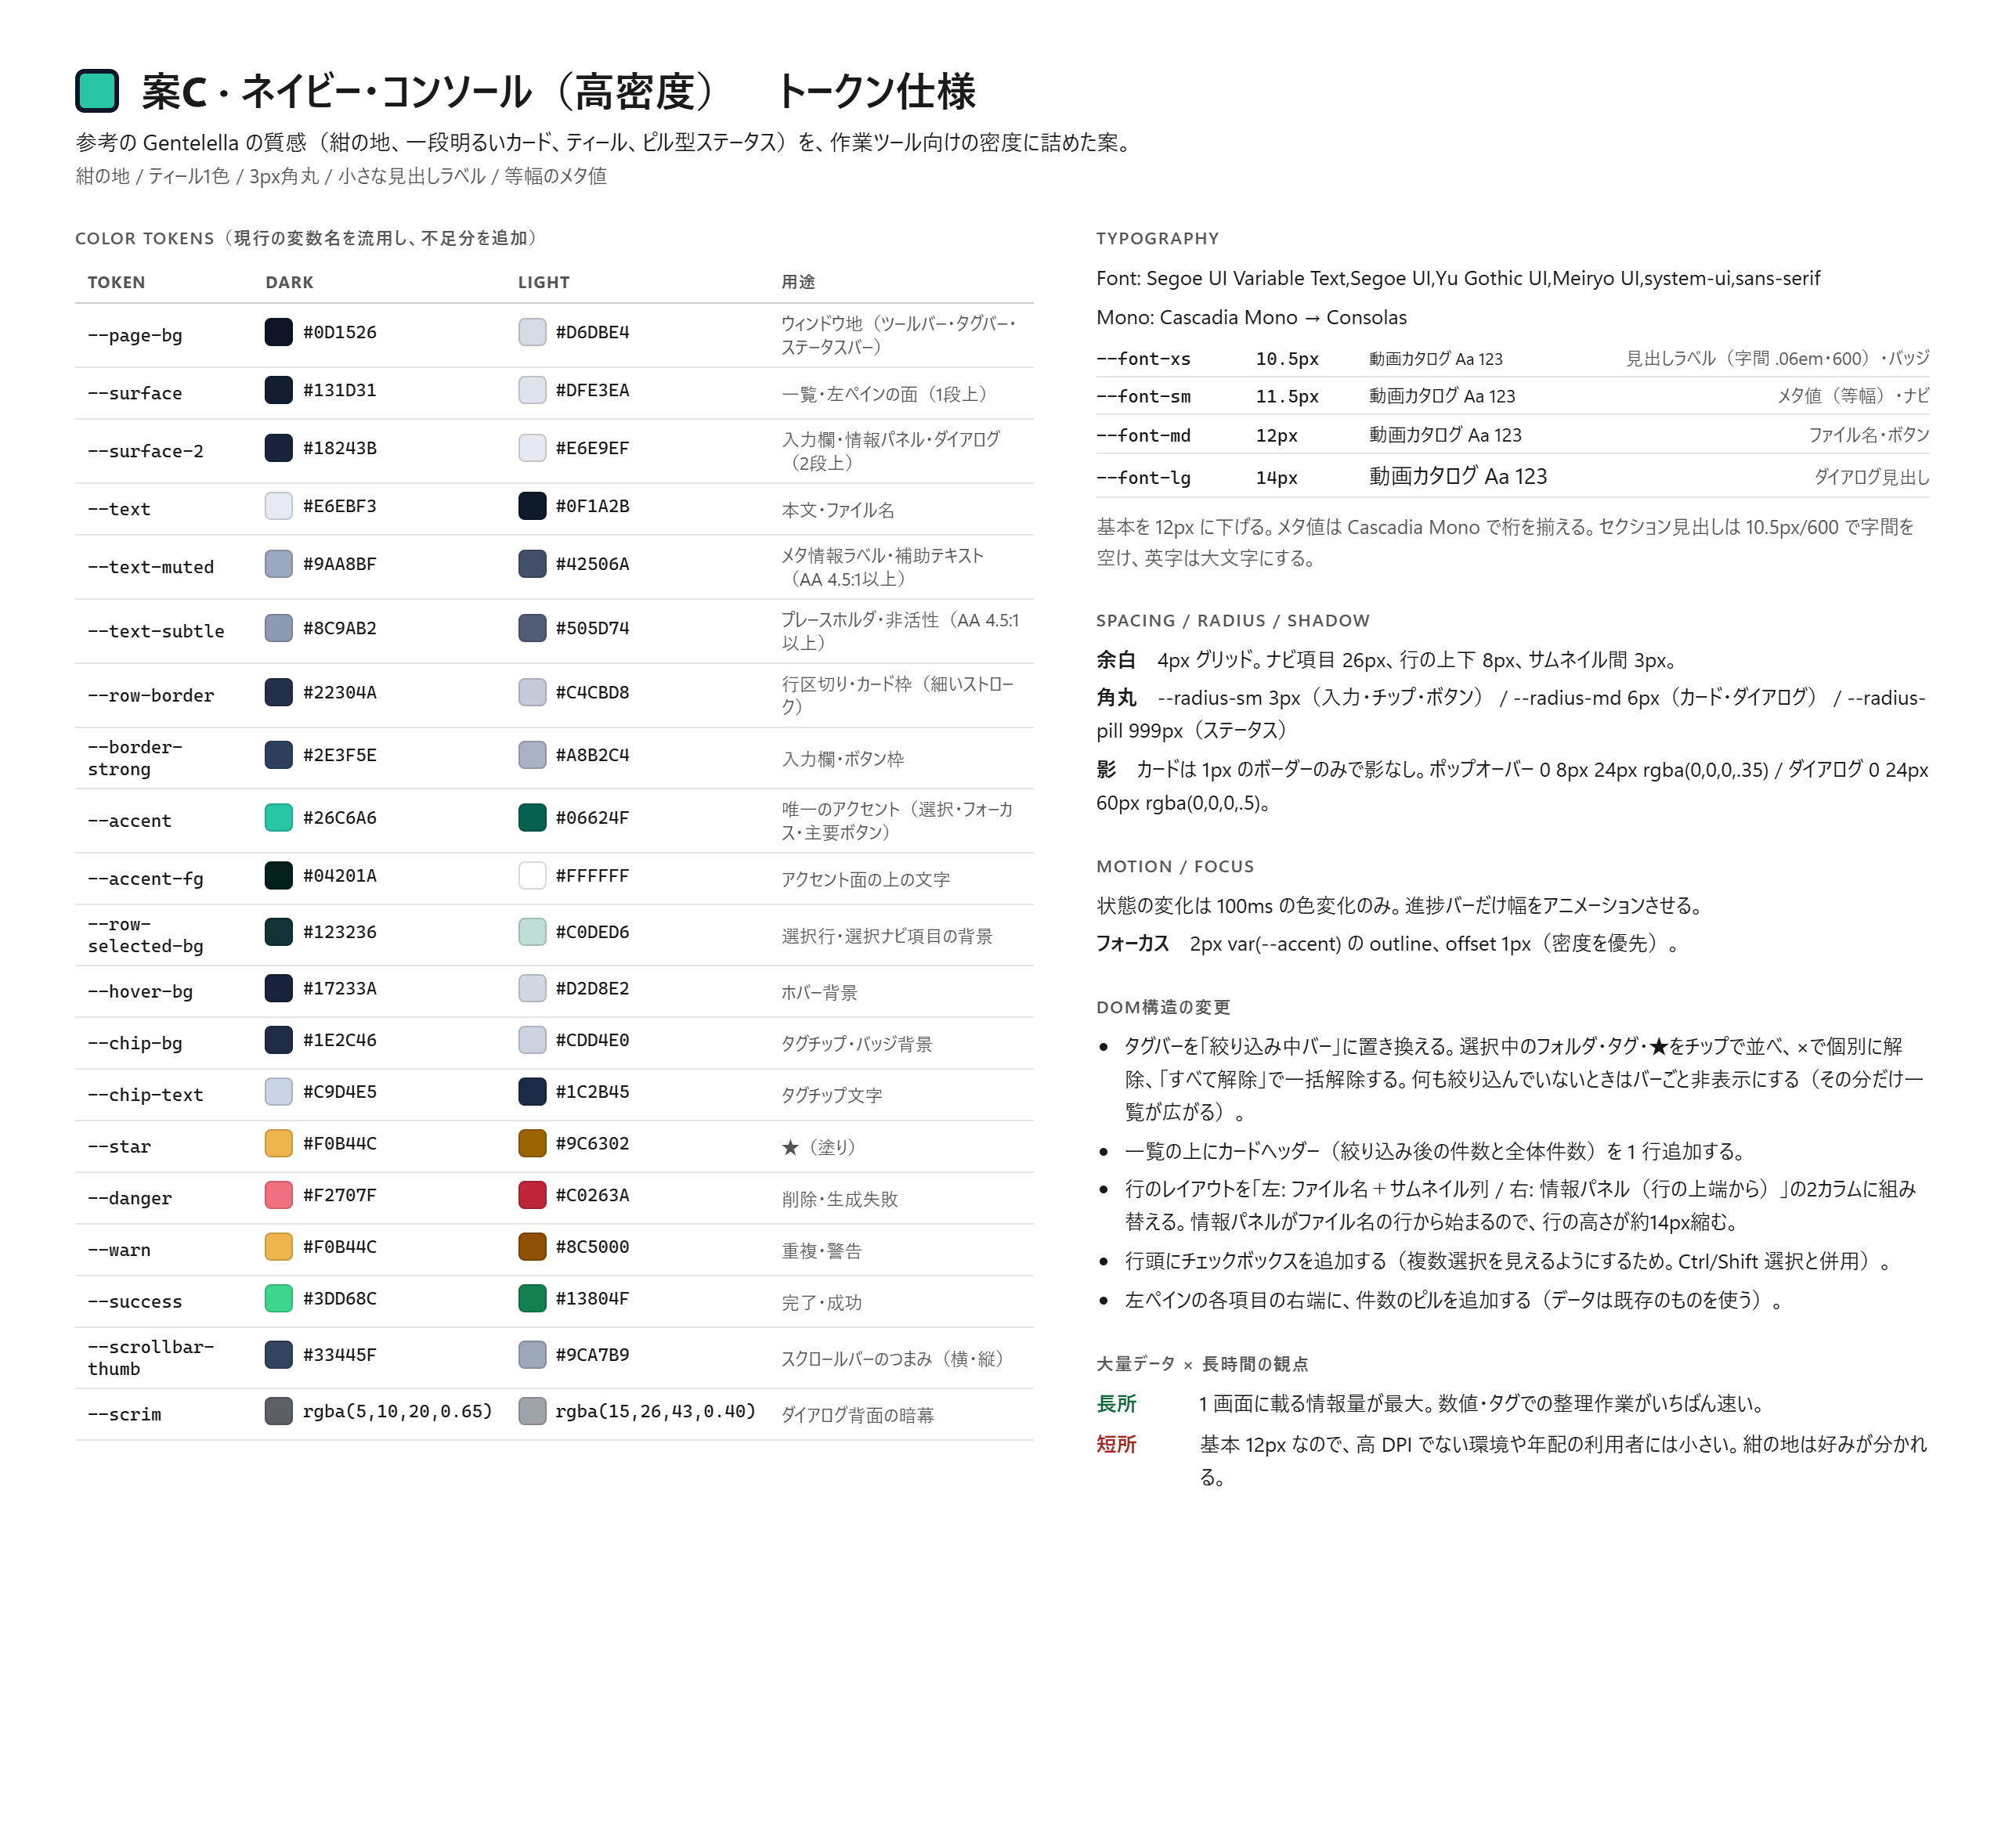 案C・ネイビー・コンソール（高密度）　トークン仕様
参考の Gentelella の質感（紺の地、一段明るいカード、ティール、ピル型ステータス）を、作業ツール向けの密度に詰めた案。
紺の地 / ティール1色 / 3px角丸 / 小さな見出しラベル / 等幅のメタ値
COLOR TOKENS（現行の変数名を流用し、不足分を追加）
TOKEN DARK LIGHT 用途
--page-bg #0D1526 #D6DBE4 ウィンドウ地（ツールバー・タグバー・
ステータスバー）
--surface #131D31 #DFE3EA 一覧・左ペインの面（1段上）
--surface-2 #18243B #E6E9EF 入力欄・情報パネル・ダイアログ
（2段上）
--text #E6EBF3 #0F1A2B 本文・ファイル名
--text-muted #9AA8BF #42506A メタ情報ラベル・補助テキスト
（AA 4.5:1以上）
--text-subtle #8C9AB2 #505D74 プレースホルダ・非活性（AA 4.5:1
以上）
--row-border #22304A #C4CBD8 行区切り・カード枠（細いストロー
ク）
--border-
strong #2E3F5E #A8B2C4 入力欄・ボタン枠
--accent #26C6A6 #06624F 唯一のアクセント（選択・フォーカ
ス・主要ボタン）
--accent-fg #04201A #FFFFFF アクセント面の上の文字
--row-
selected-bg #123236 #C0DED6 選択行・選択ナビ項目の背景
--hover-bg #17233A #D2D8E2 ホバー背景
--chip-bg #1E2C46 #CDD4E0 タグチップ・バッジ背景
--chip-text #C9D4E5 #1C2B45 タグチップ文字
--star #F0B44C #9C6302 ★（塗り）
--danger #F2707F #C0263A 削除・生成失敗
--warn #F0B44C #8C5000 重複・警告
--success #3DD68C #13804F 完了・成功
--scrollbar-
thumb #33445F #9CA7B9 スクロールバーのつまみ（横・縦）
--scrim rgba(5,10,20,0.65) rgba(15,26,43,0.40) ダイアログ背面の暗幕
TYPOGRAPHY
Font: Segoe UI Variable Text,Segoe UI,Yu Gothic UI,Meiryo UI,system-ui,sans-serif
Mono: Cascadia Mono → Consolas
--font-xs 10.5px 動画カタログ Aa 123 見出しラベル（字間 .06em・600）・バッジ
--font-sm 11.5px 動画カタログ Aa 123 メタ値（等幅）・ナビ
--font-md 12px 動画カタログ Aa 123 ファイル名・ボタン
--font-lg 14px 動画カタログ Aa 123 ダイアログ見出し
基本を 12px に下げる。メタ値は Cascadia Mono で桁を揃える。セクション見出しは 10.5px/600 で字間を
空け、英字は大文字にする。
SPACING / RADIUS / SHADOW
余白　4px グリッド。ナビ項目 26px、行の上下 8px、サムネイル間 3px。
角丸　--radius-sm 3px（入力・チップ・ボタン） / --radius-md 6px（カード・ダイアログ） / --radius-
pill 999px（ステータス）
影　カードは 1px のボーダーのみで影なし。ポップオーバー 0 8px 24px rgba(0,0,0,.35) / ダイアログ 0 24px
60px rgba(0,0,0,.5)。
MOTION / FOCUS
状態の変化は 100ms の色変化のみ。進捗バーだけ幅をアニメーションさせる。
フォーカス　2px var(--accent) の outline、offset 1px（密度を優先）。
DOM構造の変更
• タグバーを「絞り込み中バー」に置き換える。選択中のフォルダ・タグ・★をチップで並べ、×で個別に解
除、「すべて解除」で一括解除する。何も絞り込んでいないときはバーごと非表示にする（その分だけ一
覧が広がる）。
• 一覧の上にカードヘッダー（絞り込み後の件数と全体件数）を 1 行追加する。
• 行のレイアウトを「左: ファイル名＋サムネイル列 / 右: 情報パネル（行の上端から）」の2カラムに組み
替える。情報パネルがファイル名の行から始まるので、行の高さが約14px縮む。
• 行頭にチェックボックスを追加する（複数選択を見えるようにするため。Ctrl/Shift 選択と併用）。
• 左ペインの各項目の右端に、件数のピルを追加する（データは既存のものを使う）。
大量データ × 長時間の観点
長所　1 画面に載る情報量が最大。数値・タグでの整理作業がいちばん速い。
短所　基本 12px なので、高 DPI でない環境や年配の利用者には小さい。紺の地は好みが分かれ
る。